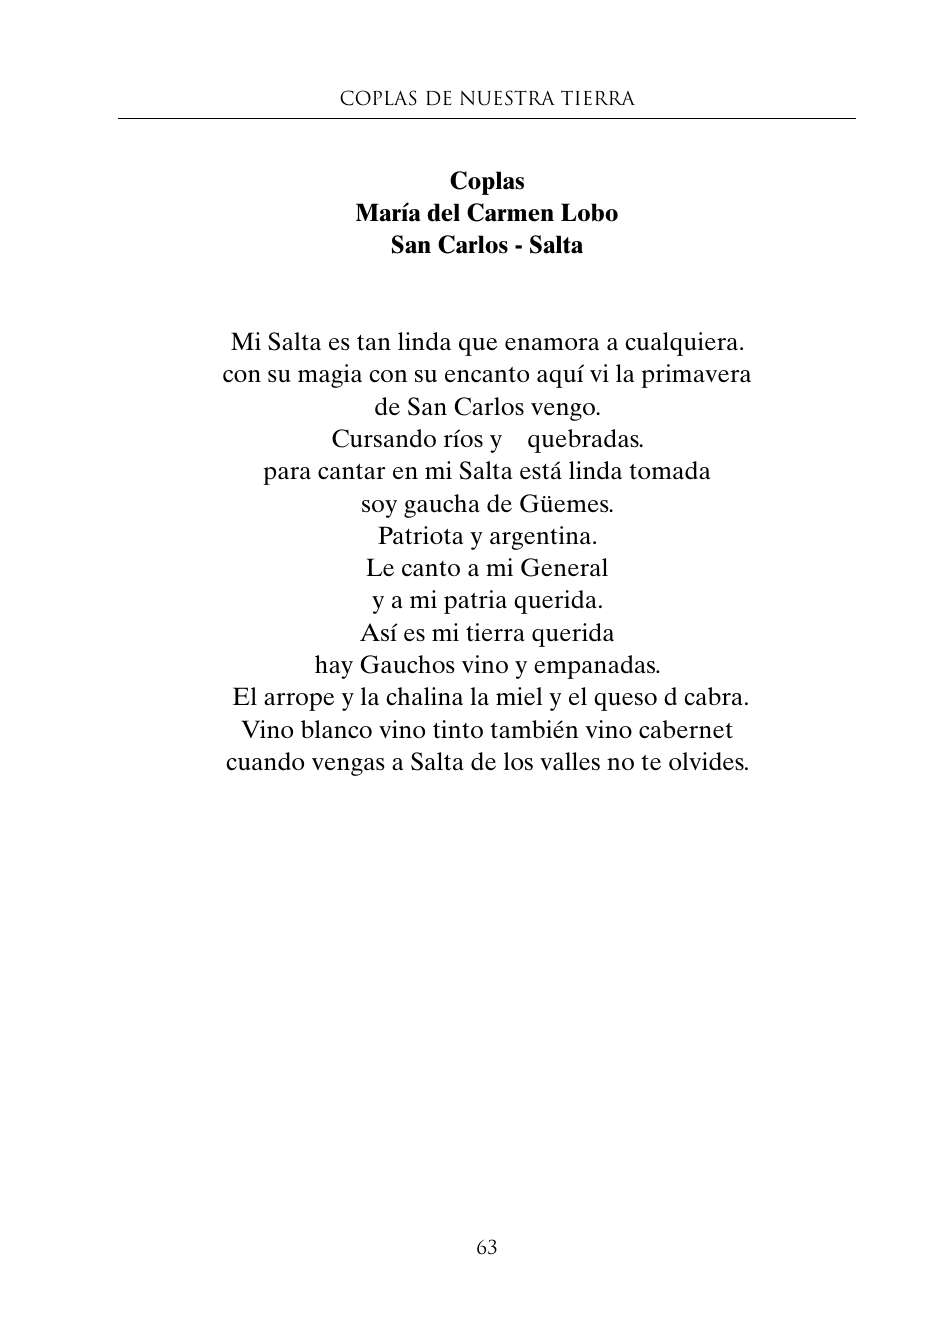 COPLAS DE NUESTRA TIERRA
Coplas
María del Carmen Lobo
San Carlos - Salta
Mi Salta es tan linda que enamora a cualquiera.
con su magia con su encanto aquí vi la primavera
de San Carlos vengo.
Cursando ríos y quebradas.
para cantar en mi Salta está linda tomada
soy gaucha de Güemes.
Patriota y argentina.
Le canto a mi General
y a mi patria querida.
Así es mi tierra querida
hay Gauchos vino y empanadas.
El arrope y la chalina la miel y el queso d cabra.
Vino blanco vino tinto también vino cabernet
cuando vengas a Salta de los valles no te olvides.
63